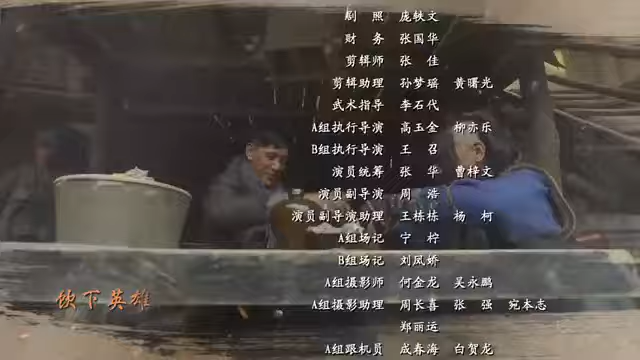 剧 照 庞轶文
财 务 张国华
剪辑师 张 佳
剪辑助理 孙梦瑶 黄曙光
武术指导 李石代
A组执行导演 高玉金 柳亦乐
B组执行导演 王 召
演员统筹 张 华 曹梓文
演员副导演 周 浩
演员副导演助理 王栋栋 杨 柯
A组场记 宁 柠
B组场记 刘凤娇
A组摄影师 何金龙 吴永鹏
A组摄影助理 周长喜 张 强 宛本志
郑丽运
A组跟机员 成春海 白贺龙
饮下英雄